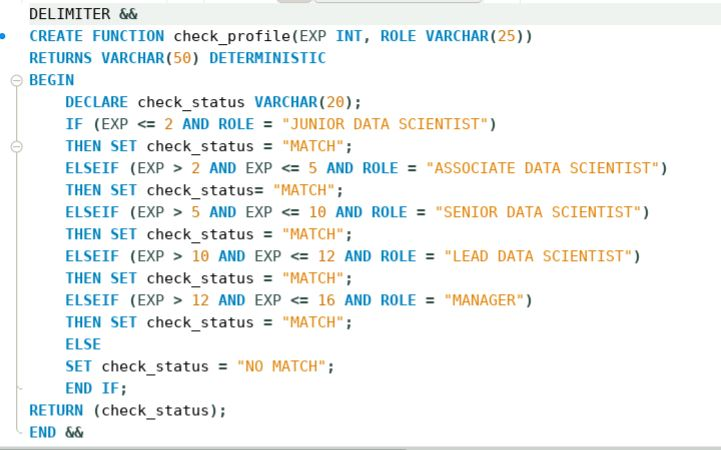 DELIMITER &&
CREATE FUNCTION check_profile(EXP INT, ROLE VARCHAR(25))
RETURNS VARCHAR(50) DETERMINISTIC
BEGIN
DECLARE check_status VARCHAR(20);
IF (EXP <= 2 AND ROLE = "JUNIOR DATA SCIENTIST")
THEN SET check_status = "MATCH";
ELSEIF (EXP > 2 AND EXP <= 5 AND ROLE = "ASSOCIATE DATA SCIENTIST")
THEN SET check_status= "MATCH";
ELSEIF (EXP > 5 AND EXP <= 10 AND ROLE = "SENIOR DATA SCIENTIST")
THEN SET check_status = "MATCH";
ELSEIF (EXP > 10 AND EXP <= 12 AND ROLE = "LEAD DATA SCIENTIST")
THEN SET check_status = "MATCH";
ELSEIF (EXP > 12 AND EXP <= 16 AND ROLE = "MANAGER")
THEN SET check_status = "MATCH";
ELSE
SET check_status = "NO MATCH";
END IF;
RETURN (check_status);
END &&